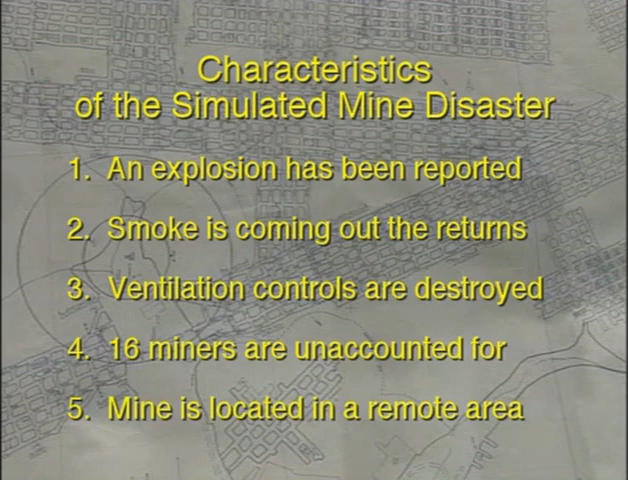 Characteristics
of the Simulated Mine Disaster
1. An explosion has been reported
2. Smoke is coming out the returns
3. Ventilation controls are destroyed
4. 16 miners are unaccounted for
5. Mine is located in a remote area